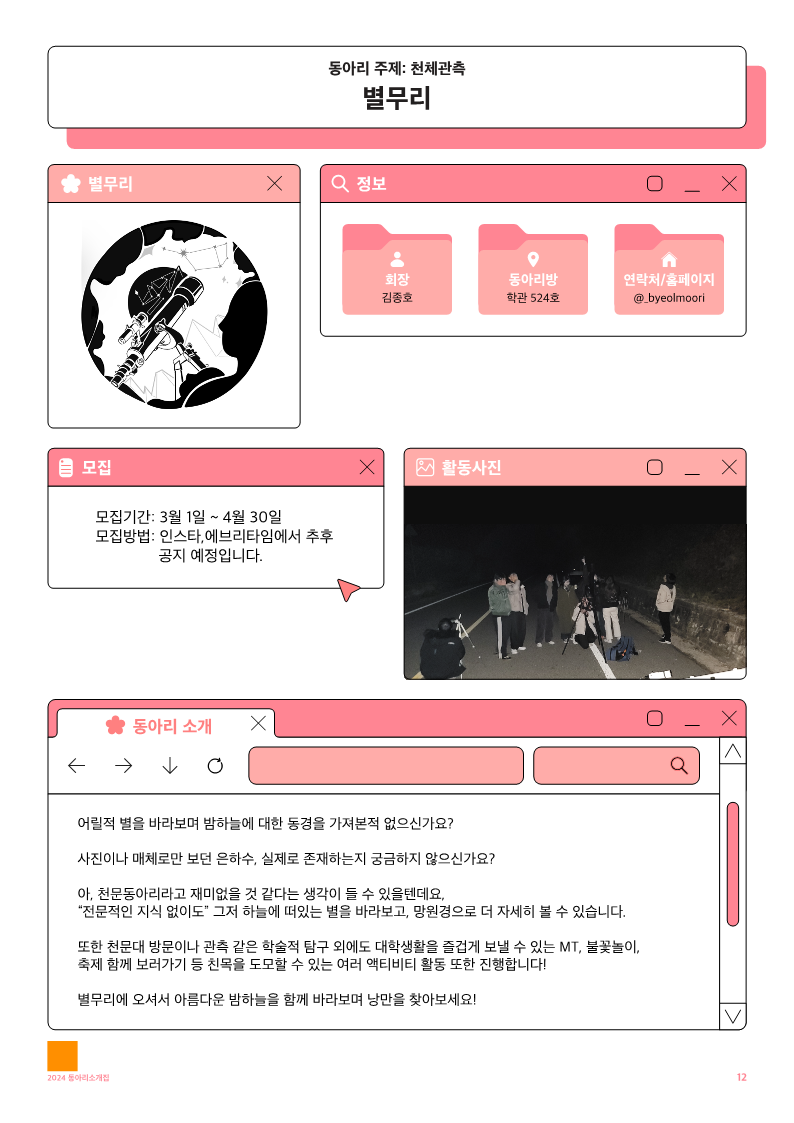 동아리 주제: 천체관측
별무리
별무리
정보
회장
김종호
동아리방
학관 524호
연락처/홈페이지
@_byeolmoori
모집
모집기간: 3월 1일 ~ 4월 30일
모집방법: 인스타,에브리타임에서 추후
공지 예정입니다.
활동사진
동아리 소개
어릴적 별을 바라보며 밤하늘에 대한 동경을 가져본적 없으신가요?
사진이나 매체로만 보던 은하수, 실제로 존재하는지 궁금하지 않으신가요?
아, 천문동아리라고 재미없을 것 같다는 생각이 들 수 있을텐데요,
“전문적인 지식 없이도” 그저 하늘에 떠있는 별을 바라보고, 망원경으로 더 자세히 볼 수 있습니다.
또한 천문대 방문이나 관측 같은 학술적 탐구 외에도 대학생활을 즐겁게 보낼 수 있는 MT, 불꽃놀이,
축제 함께 보러가기 등 친목을 도모할 수 있는 여러 액티비티 활동 또한 진행합니다!
별무리에 오셔서 아름다운 밤하늘을 함께 바라보며 낭만을 찾아보세요!
2024 동아리소개집
12